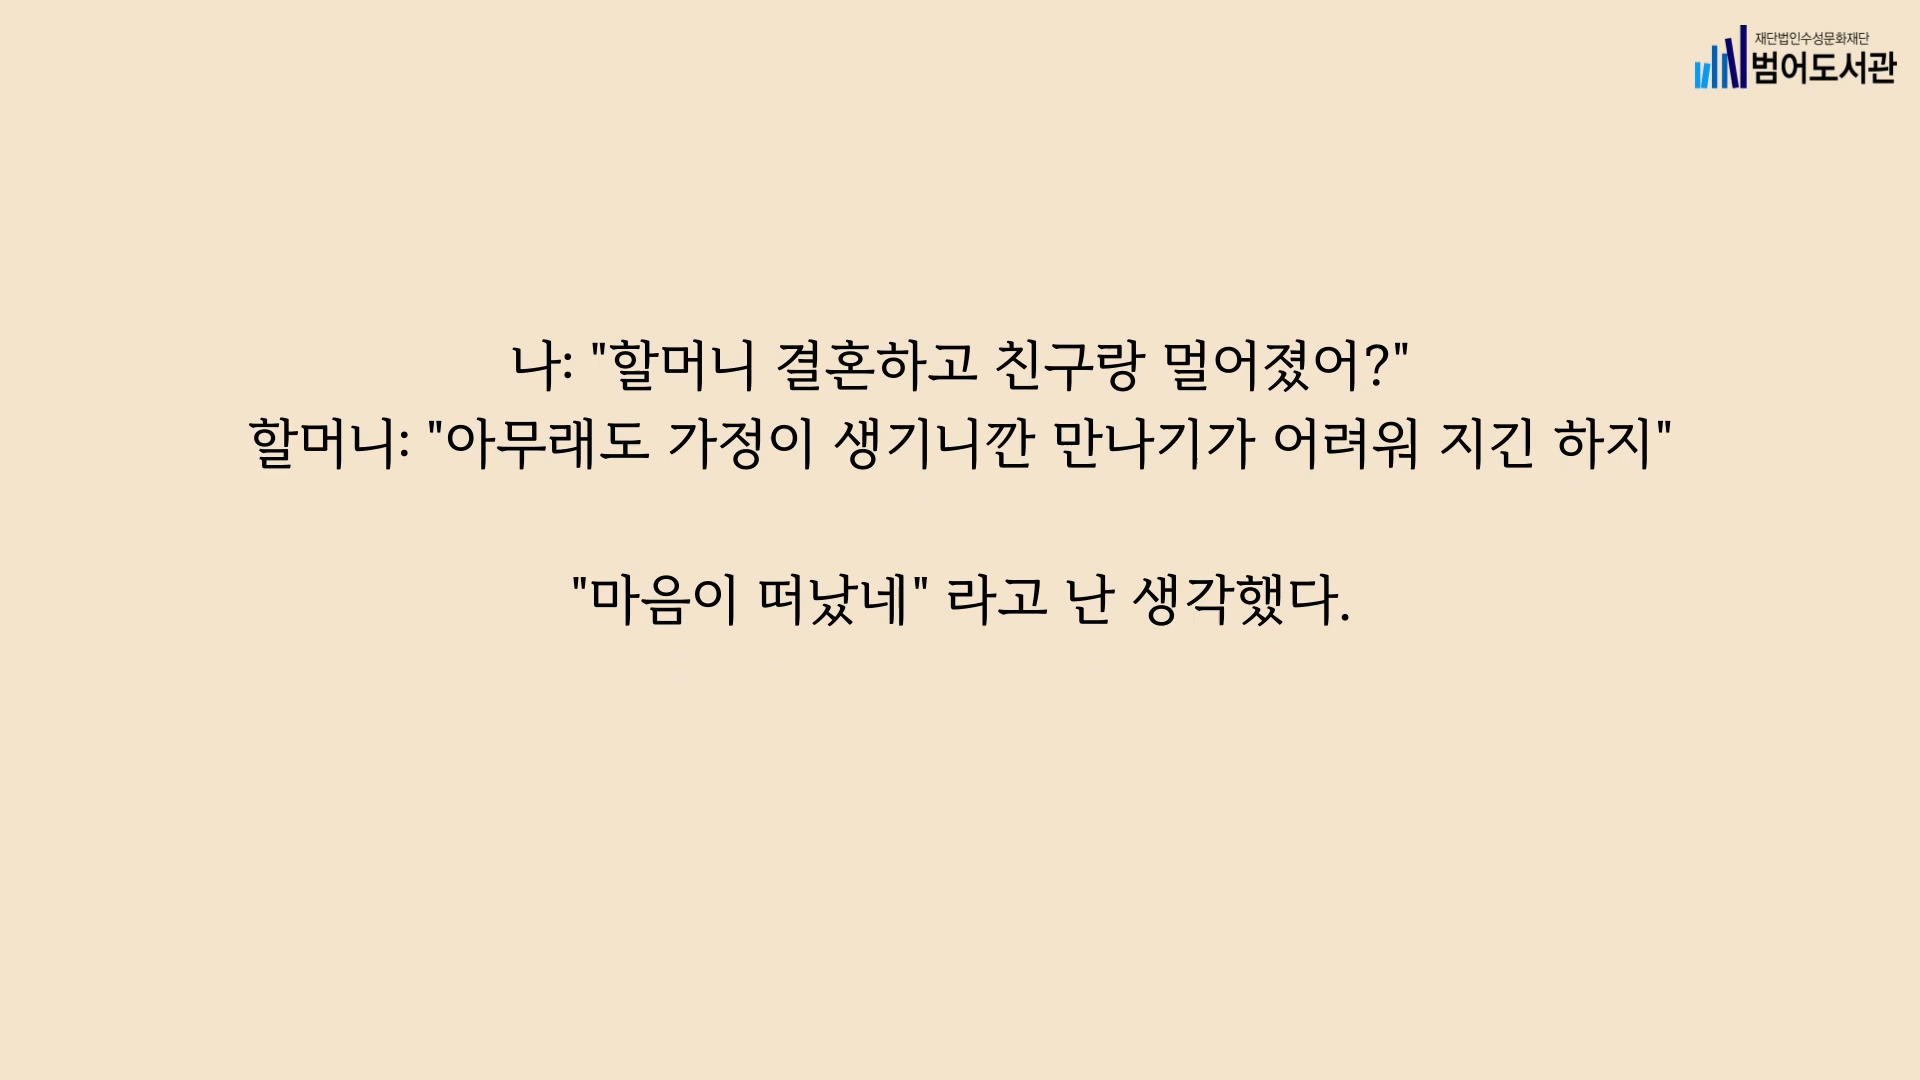 재단법인수성문화재단
범어도서관
나: "할머니 결혼하고 친구랑 멀어졌어?"
할머니: "아무래도 가정이 생기니깐 만나기가 어려워 지긴 하지"
"마음이 떠났네" 라고 난 생각했다.